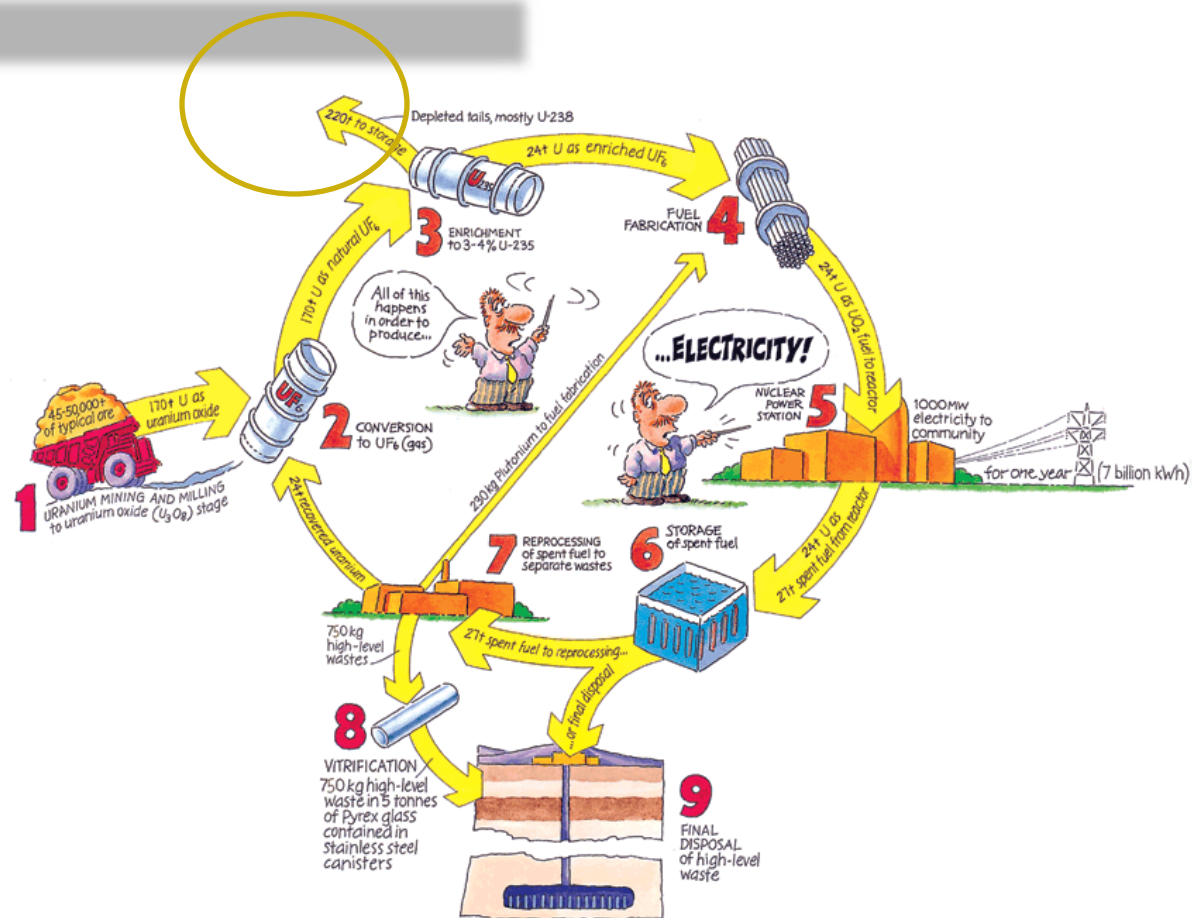 220t to storage
Depleted tails, mostly U-238
24t U as enriched UF₆
U235
3
ENRICHMENT
to 3-4% U-235
FUEL
FABRICATION
4
170t U as natural UF₆
All of this
happens
in order to
produce...
...ELECTRICITY!
24t U as UO₂ fuel to reactor
45-50,000t
of typical ore
170t U as
uranium oxide
UF₆
2
CONVERSION
to UF₆ (gas)
1
URANIUM MINING AND MILLING
to uranium oxide (U₃O₈) stage
230 kg Plutonium to fuel fabrication
NUCLEAR
POWER
STATION
5
1000MW
electricity to
community
for one year
(7 billion kWh)
24t recovered uranium
7
REPROCESSING
of spent fuel to
separate wastes
6
STORAGE
of spent fuel
24t U as
27t spent fuel from reactor
750 kg
high-level
wastes
27t spent fuel to reprocessing...
...or final disposal
8
VITRIFICATION
750 kg high-level
waste in 5 tonnes
of Pyrex glass
contained in
stainless steel
canisters
9
FINAL
DISPOSAL
of high-level
waste